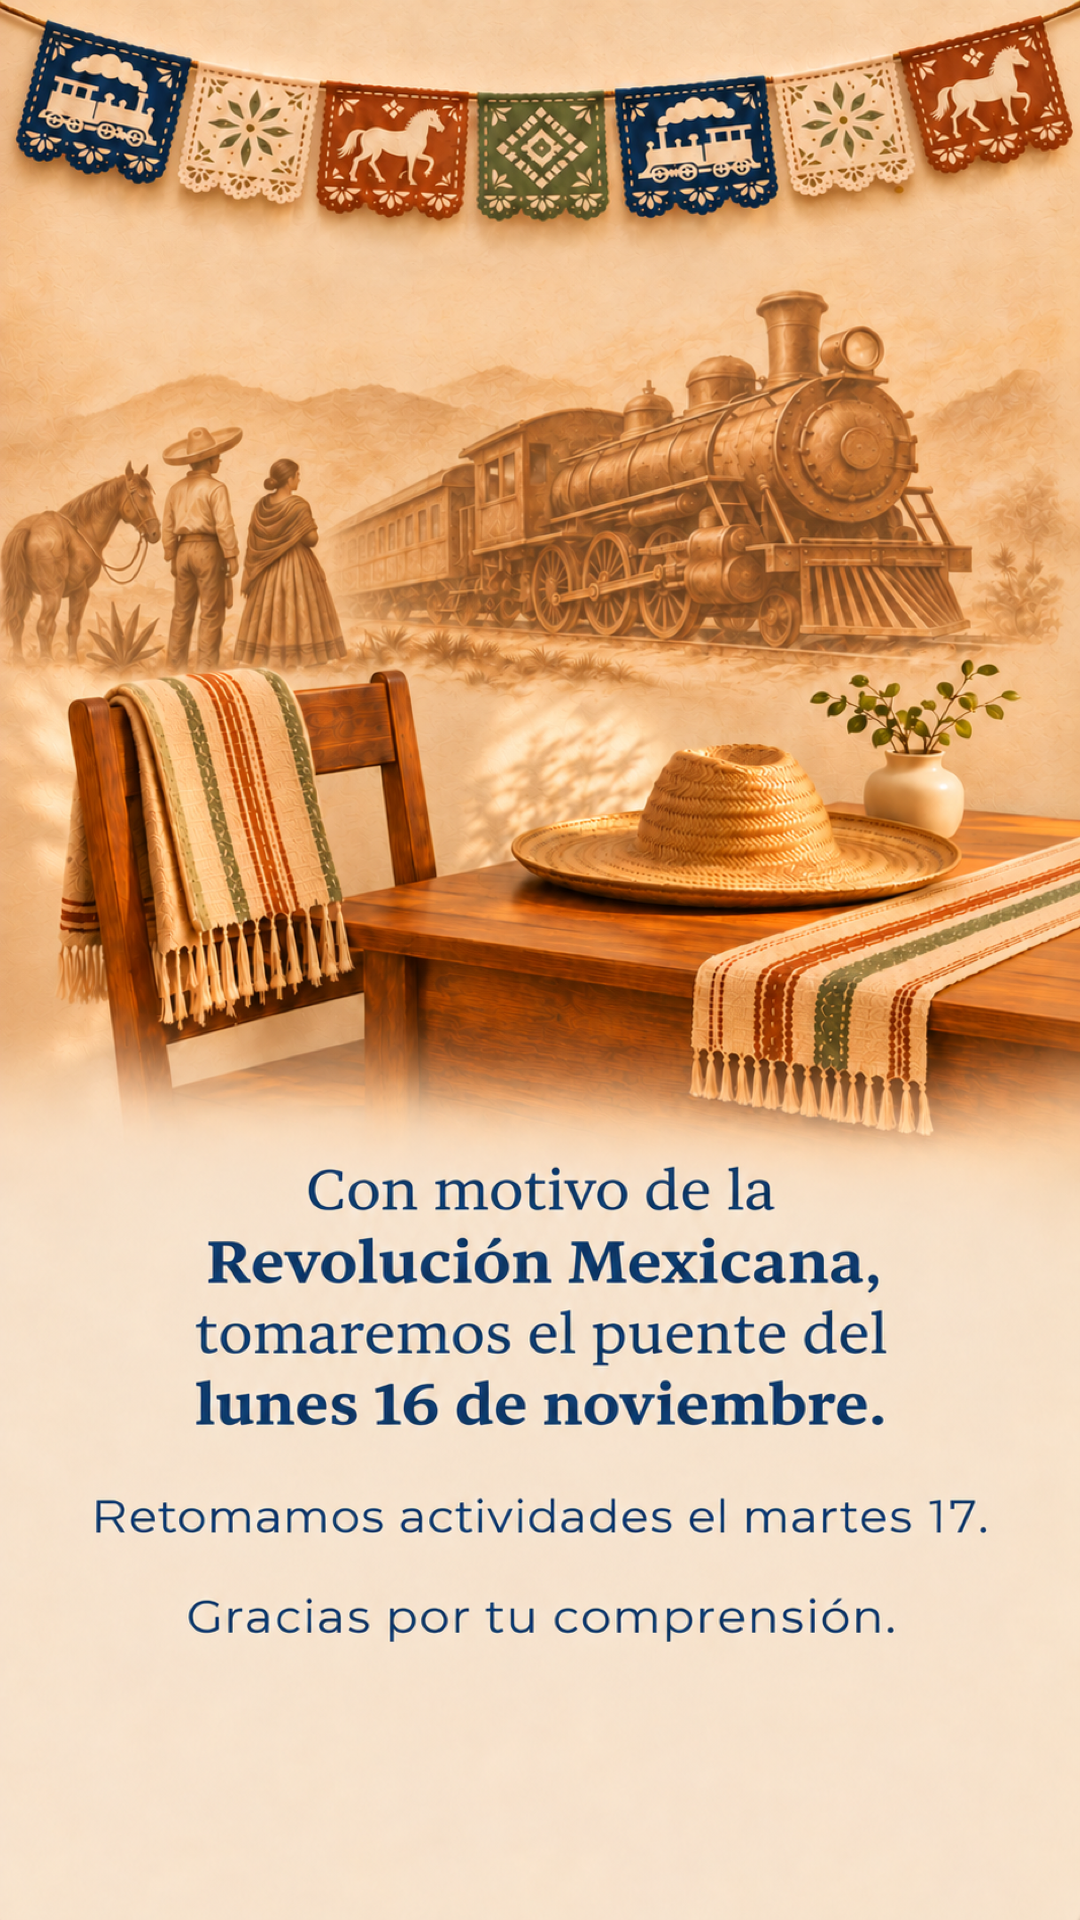 Con motivo de la
Revolución Mexicana,
tomaremos el puente del
lunes 16 de noviembre.
Retomamos actividades el martes 17.
Gracias por tu comprensión.